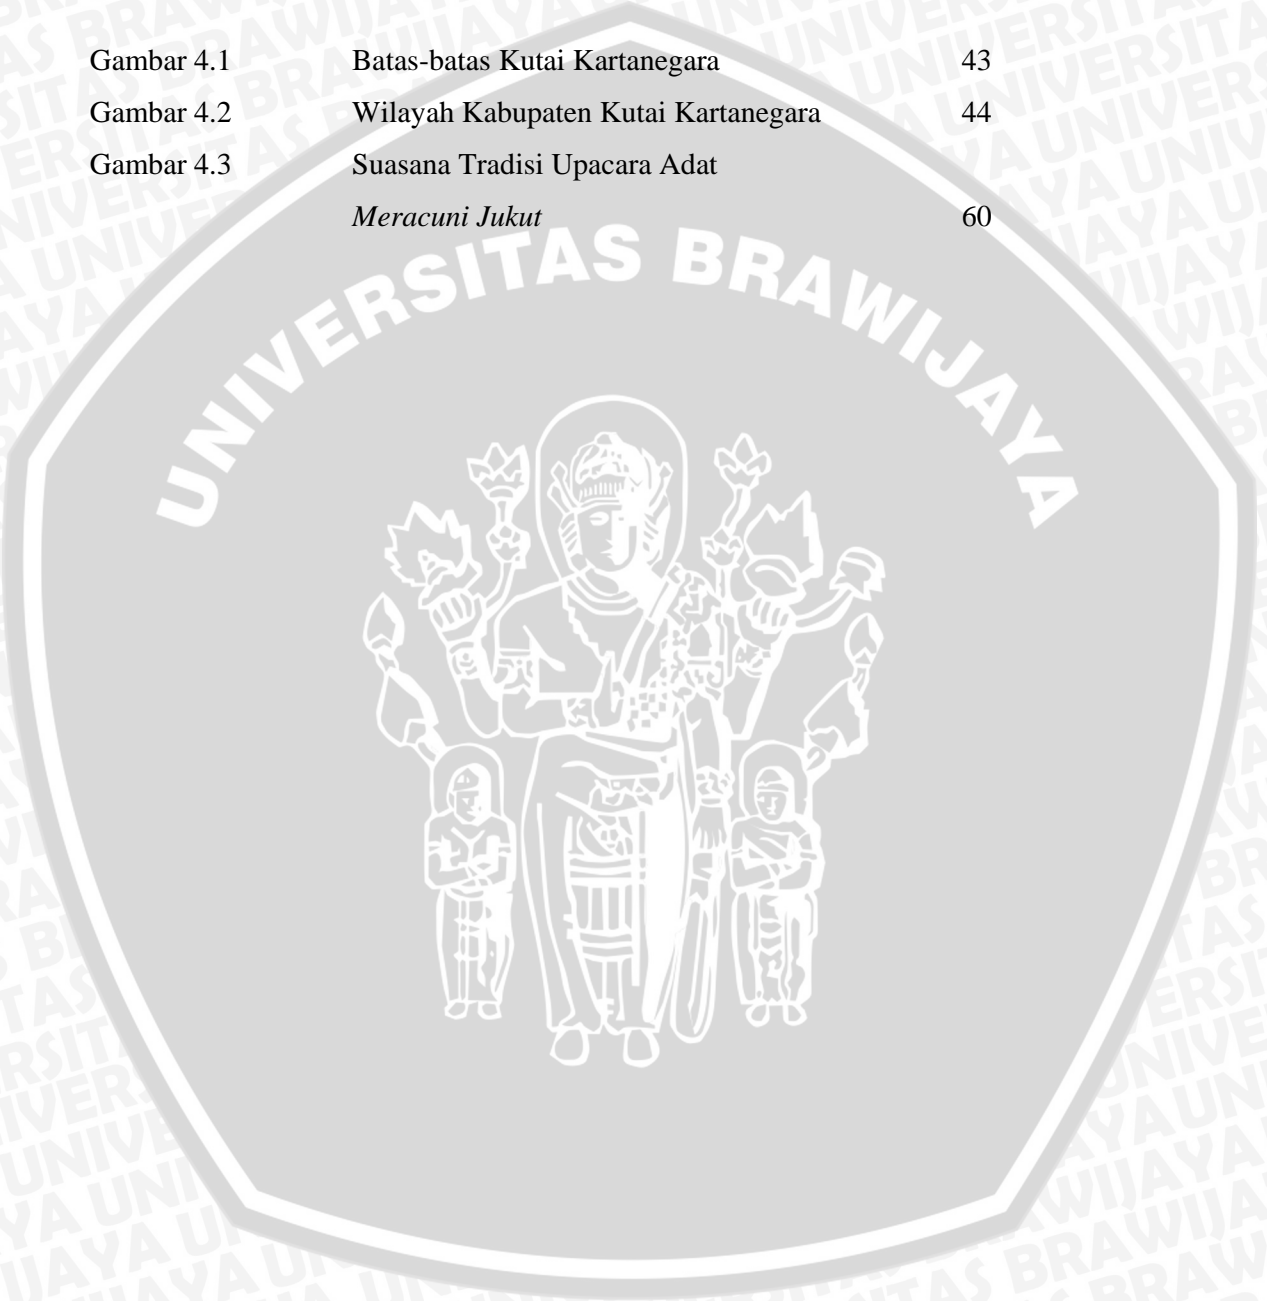 Gambar 4.1 Batas-batas Kutai Kartanegara 43
Gambar 4.2 Wilayah Kabupaten Kutai Kartanegara 44
Gambar 4.3 Suasana Tradisi Upacara Adat
Meracuni Jukut 60
UNIVERSITAS BRAWIJAYA